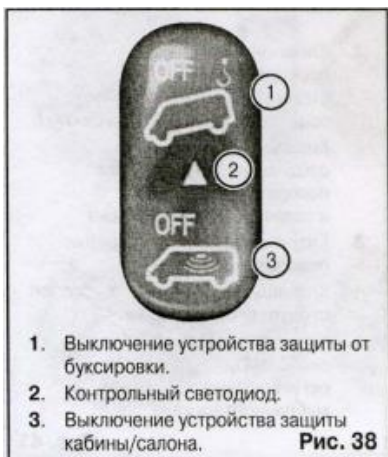 OFF
1
2
OFF
3
1. Выключение устройства защиты от
буксировки.
2. Контрольный светодиод.
3. Выключение устройства защиты
кабины/салона. Рис. 38